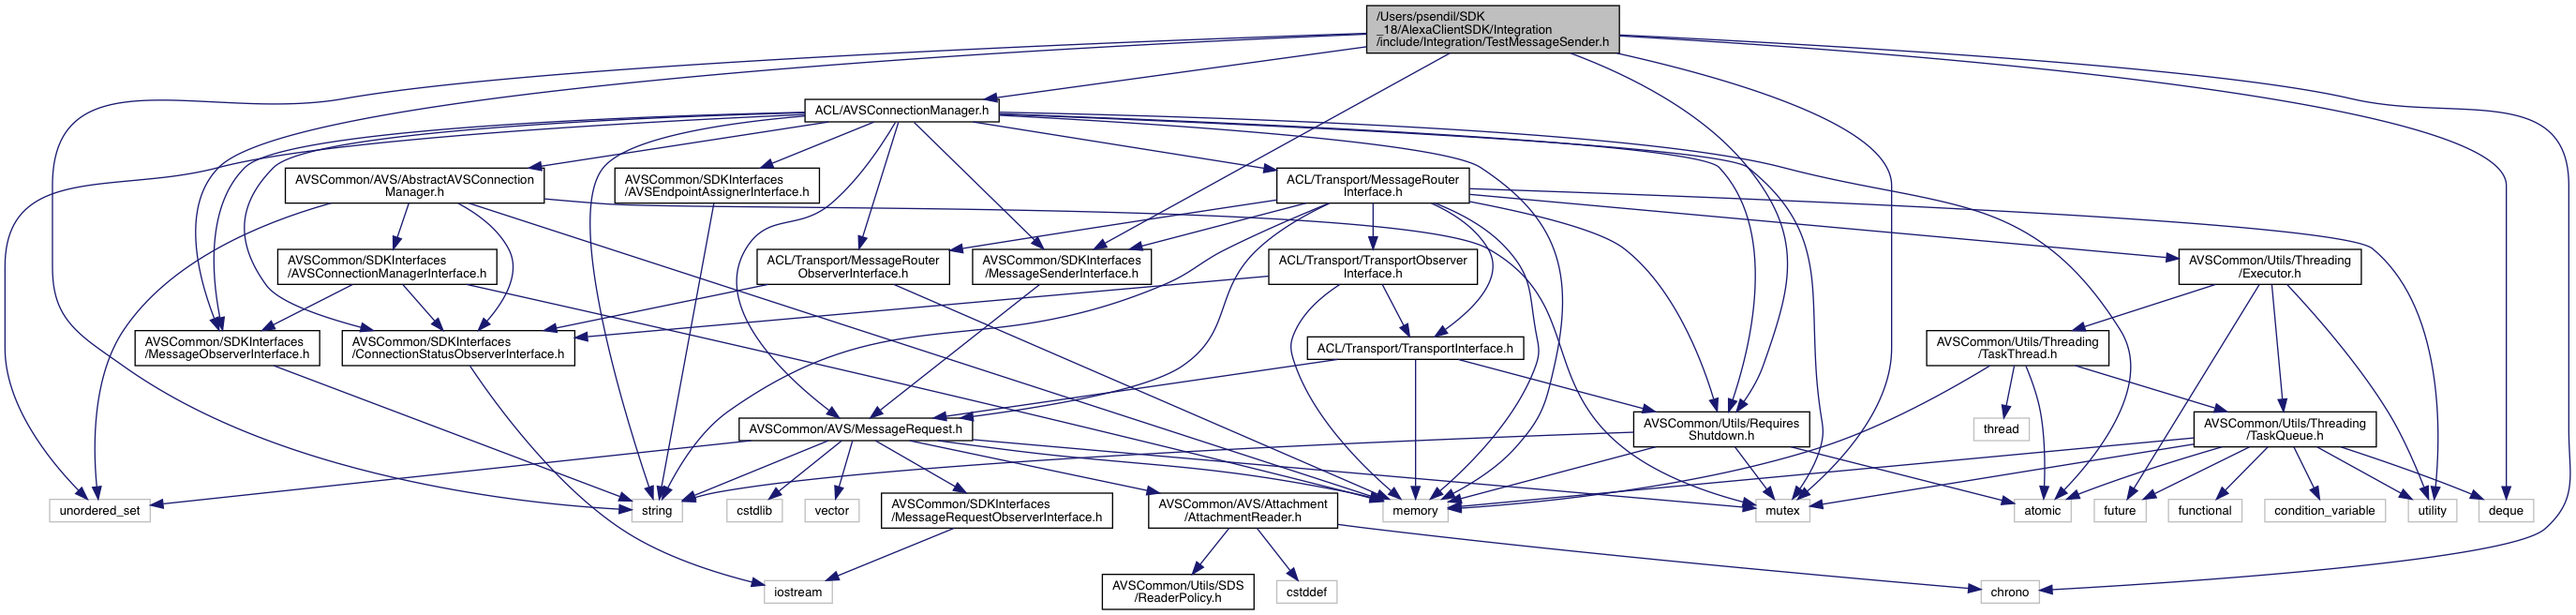 /Users/psendil/SDK
_18/AlexaClientSDK/Integration
/include/Integration/TestMessageSender.h
ACL/AVSConnectionManager.h
AVSCommon/AVS/AbstractAVSConnection
Manager.h
AVSCommon/SDKInterfaces
/AVSEndpointAssignerInterface.h
ACL/Transport/MessageRouter
Interface.h
AVSCommon/SDKInterfaces
/AVSConnectionManagerInterface.h
ACL/Transport/MessageRouter
ObserverInterface.h
AVSCommon/SDKInterfaces
/MessageSenderInterface.h
ACL/Transport/TransportObserver
Interface.h
AVSCommon/Utils/Threading
/Executor.h
AVSCommon/SDKInterfaces
/MessageObserverInterface.h
AVSCommon/SDKInterfaces
/ConnectionStatusObserverInterface.h
ACL/Transport/TransportInterface.h
AVSCommon/Utils/Threading
/TaskThread.h
AVSCommon/AVS/MessageRequest.h
AVSCommon/Utils/Requires
Shutdown.h
thread
AVSCommon/Utils/Threading
/TaskQueue.h
unordered_set
string
cstdlib
vector
AVSCommon/SDKInterfaces
/MessageRequestObserverInterface.h
AVSCommon/AVS/Attachment
/AttachmentReader.h
memory
mutex
atomic
future
functional
condition_variable
utility
deque
iostream
AVSCommon/Utils/SDS
/ReaderPolicy.h
cstddef
chrono